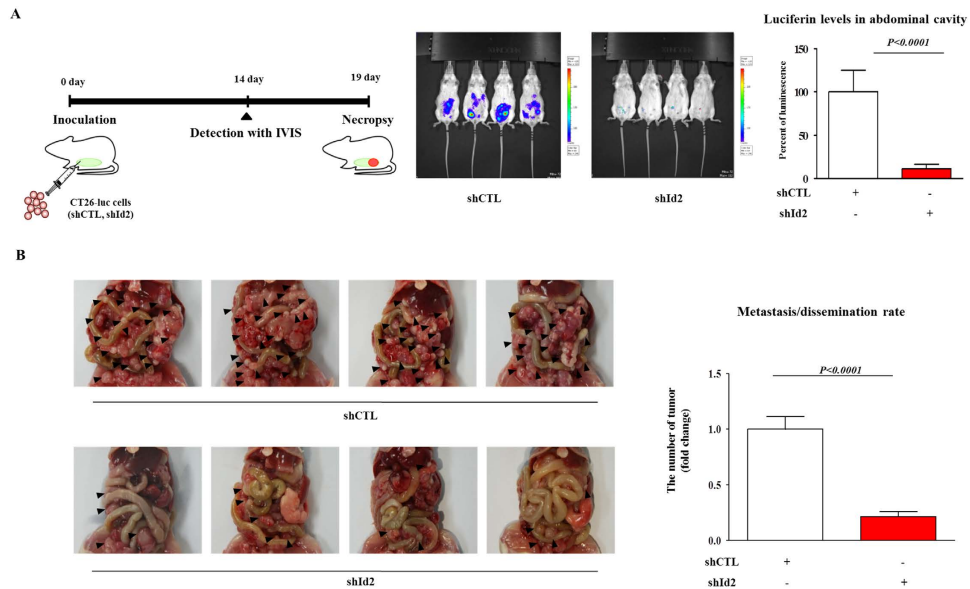 A
0 day
14 day
19 day
Inoculation
Detection with IVIS
Necropsy
CT26-luc cells
(shCTL, shId2)
shCTL
shId2
Luciferin levels in abdominal cavity
P<0.0001
Percent of luminescence
150
100
50
0
shCTL + -
shId2 - +
B
shCTL
shId2
Metastasis/dissemination rate
P<0.0001
The number of tumor
(fold change)
1.5
1.0
0.5
0.0
shCTL + -
shId2 - +